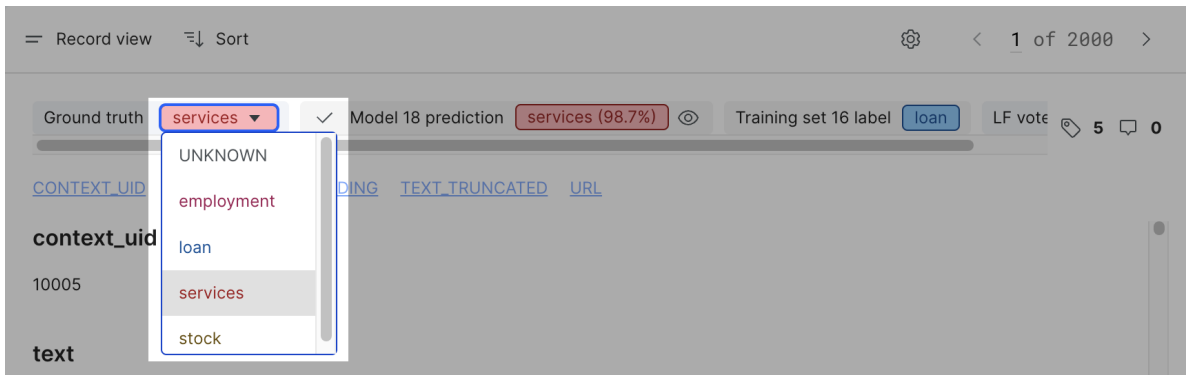 Record view Sort 1 of 2000
Ground truth services Model 18 prediction services (98.7%) Training set 16 label loan LF vote 5 0
UNKNOWN
CONTEXT_UID DING TEXT_TRUNCATED URL
employment
context_uid
loan
10005
services
stock
text